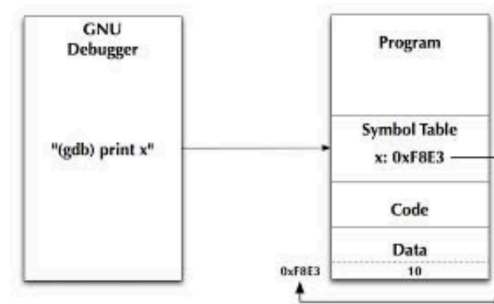 GNU
Debugger
"(gdb) print x"
Program
Symbol Table
x: 0xF8E3
Code
Data
0xF8E3
10